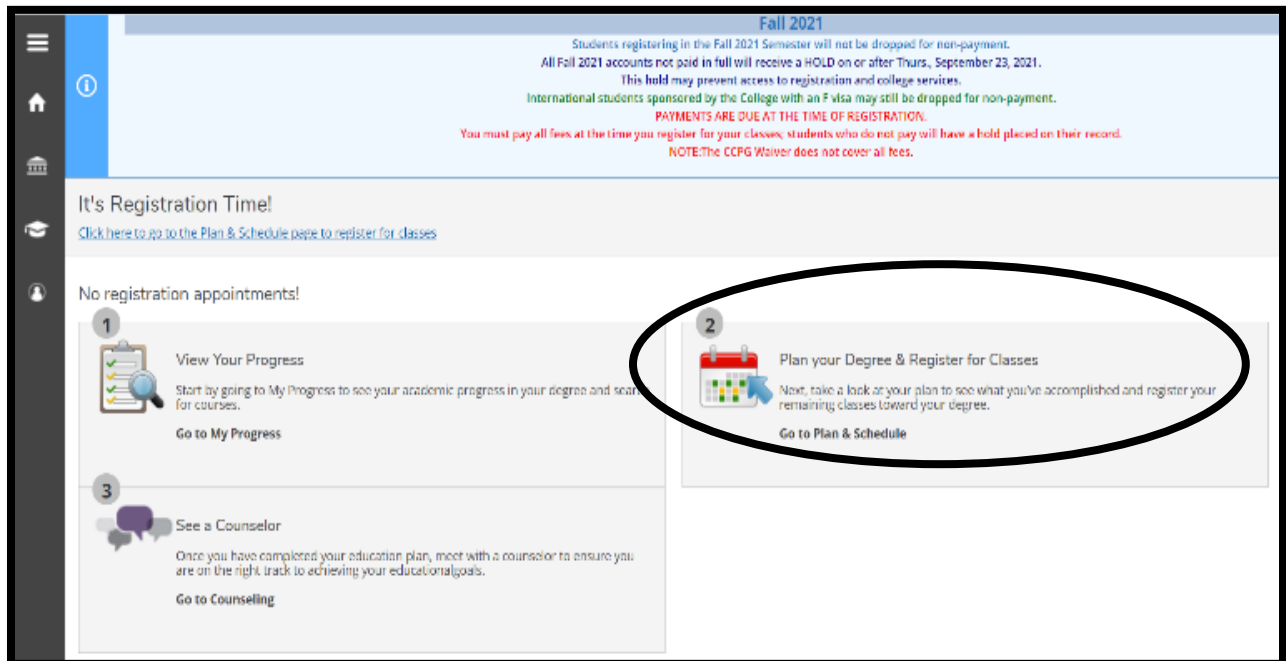 Fall 2021
Students registering in the Fall 2021 Semester will not be dropped for non-payment.
All Fall 2021 accounts not paid in full will receive a HOLD on or after Thurs., September 23, 2021.
This hold may prevent access to registration and college services.
International students sponsored by the College with an F visa may still be dropped for non-payment.
PAYMENTS ARE DUE AT THE TIME OF REGISTRATION.
You must pay all fees at the time you register for your classes; students who do not pay will have a hold placed on their record.
NOTE:The CCPG Waiver does not cover all fees.
It's Registration Time!
Click here to go to the Plan & Schedule page to register for classes
No registration appointments!
1
View Your Progress
Start by going to My Progress to see your academic progress in your degree and search
for courses.
Go to My Progress
2
Plan your Degree & Register for Classes
Next, take a look at your plan to see what you've accomplished and register your
remaining classes toward your degree.
Go to Plan & Schedule
3
See a Counselor
Once you have completed your education plan, meet with a counselor to ensure you
are on the right track to achieving your educationalgoals.
Go to Counseling